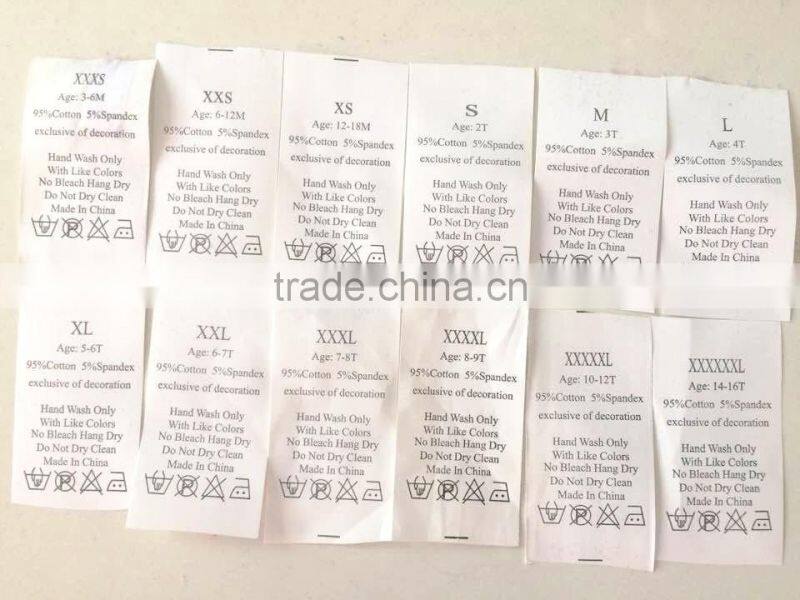 XXXS
Age: 3-6M
95%Cotton 5%Spandex
exclusive of decoration
Hand Wash Only
With Like Colors
No Bleach Hang Dry
Do Not Dry Clean
Made In China
XXS
Age: 6-12M
95%Cotton 5%Spandex
exclusive of decoration
Hand Wash Only
With Like Colors
No Bleach Hang Dry
Do Not Dry Clean
Made In China
XS
Age: 12-18M
95%Cotton 5%Spandex
exclusive of decoration
Hand Wash Only
With Like Colors
No Bleach Hang Dry
Do Not Dry Clean
Made In China
S
Age: 2T
95%Cotton 5%Spandex
exclusive of decoration
Hand Wash Only
With Like Colors
No Bleach Hang Dry
Do Not Dry Clean
Made In China
M
Age: 3T
95%Cotton 5%Spandex
exclusive of decoration
Hand Wash Only
With Like Colors
No Bleach Hang Dry
Do Not Dry Clean
Made In China
L
Age: 4T
95%Cotton 5%Spandex
exclusive of decoration
Hand Wash Only
With Like Colors
No Bleach Hang Dry
Do Not Dry Clean
Made In China
trade.china.cn
XL
Age: 5-6T
95%Cotton 5%Spandex
exclusive of decoration
Hand Wash Only
With Like Colors
No Bleach Hang Dry
Do Not Dry Clean
Made In China
XXL
Age: 6-7T
95%Cotton 5%Spandex
exclusive of decoration
Hand Wash Only
With Like Colors
No Bleach Hang Dry
Do Not Dry Clean
Made In China
XXXL
Age: 7-8T
95%Cotton 5%Spandex
exclusive of decoration
Hand Wash Only
With Like Colors
No Bleach Hang Dry
Do Not Dry Clean
Made In China
XXXXL
Age: 8-9T
95%Cotton 5%Spandex
exclusive of decoration
Hand Wash Only
With Like Colors
No Bleach Hang Dry
Do Not Dry Clean
Made In China
XXXXXL
Age: 10-12T
95%Cotton 5%Spandex
exclusive of decoration
Hand Wash Only
With Like Colors
No Bleach Hang Dry
Do Not Dry Clean
Made In China
XXXXXXL
Age: 14-16T
95%Cotton 5%Spandex
exclusive of decoration
Hand Wash Only
With Like Colors
No Bleach Hang Dry
Do Not Dry Clean
Made In China